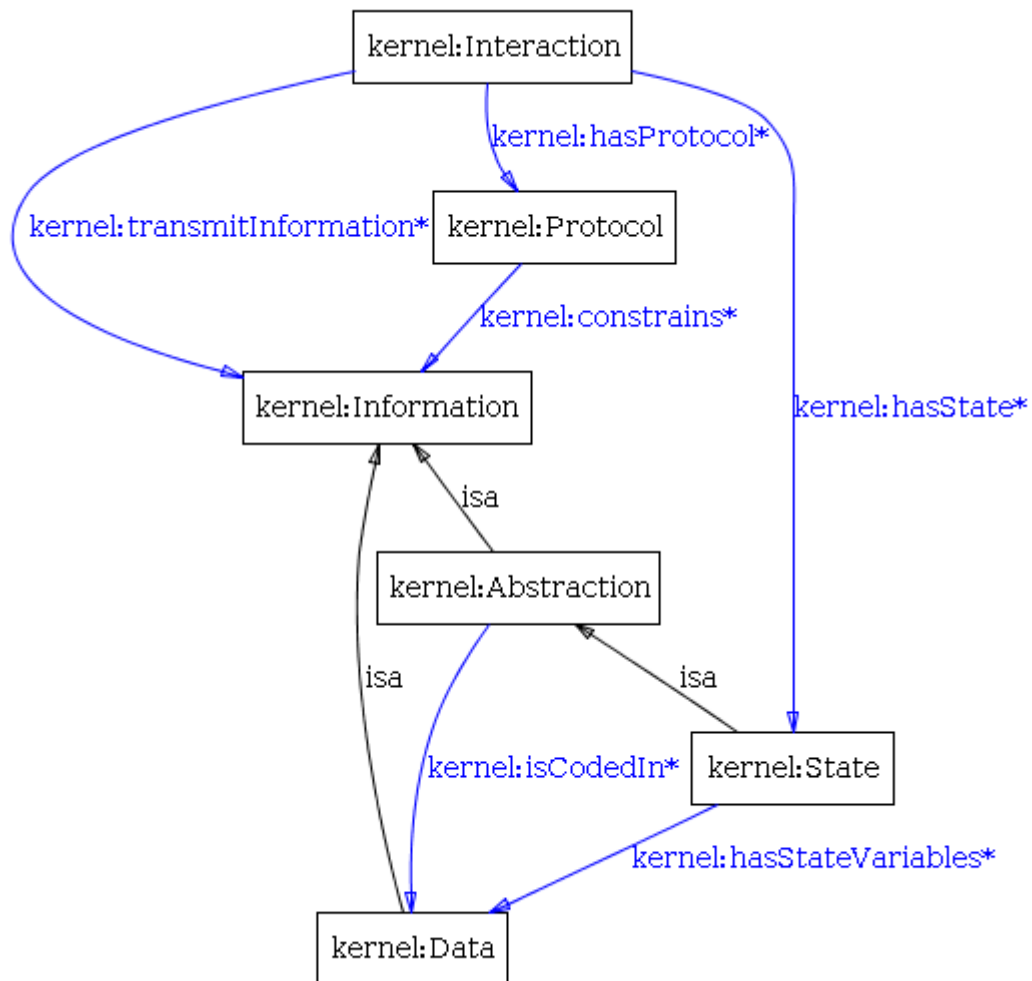 kernel:Interaction
kernel:hasProtocol*
kernel:transmitInformation*
kernel:Protocol
kernel:constrains*
kernel:Information
kernel:hasState*
isa
kernel:Abstraction
isa
isa
kernel:isCodedIn*
kernel:State
kernel:hasStateVariables*
kernel:Data